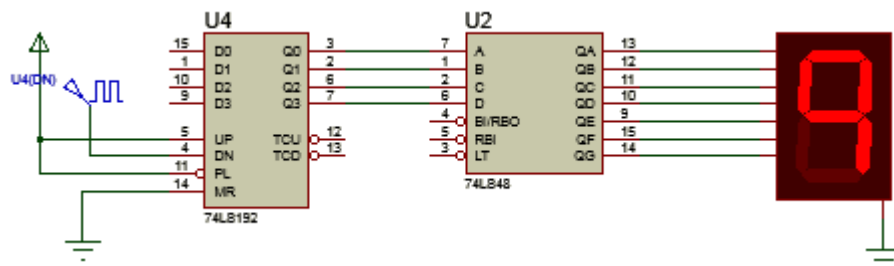 U4
U2
15 D0 Q0 3
1 D1 Q1 2
10 D2 Q2 6
9 D3 Q3 7
5 UP TCU 12
4 DN TCD 13
11 PL
14 MR
74LS192
U4(DN)
7 A QA 13
1 B QB 12
2 C QC 11
6 D QD 10
4 BI/RBO QE 9
5 RBI QF 15
3 LT QG 14
74LS48
9